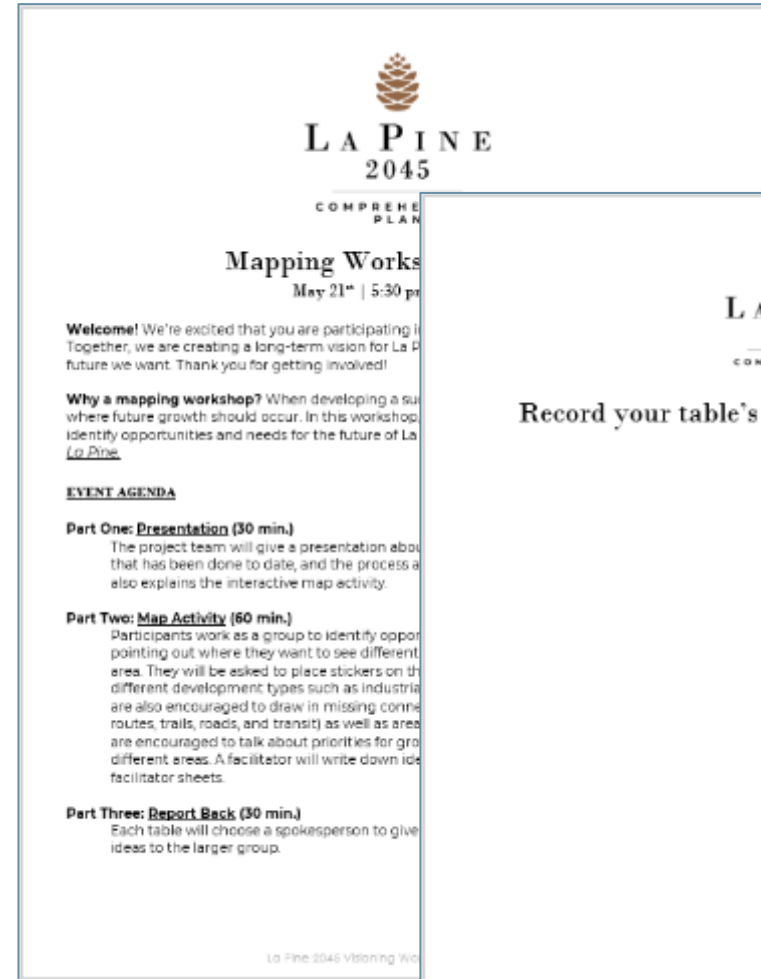 LA PINE
2045
COMPREHE
PLAN
Mapping Works
May 21st | 5:30 pm
Welcome! We're excited that you are participating i
Together, we are creating a long-term vision for La P
future we want. Thank you for getting involved!
Why a mapping workshop? When developing a su
where future growth should occur. In this workshop,
identify opportunities and needs for the future of La
La Pine.
EVENT AGENDA
Part One: Presentation (30 min.)
The project team will give a presentation abou
that has been done to date, and the process a
also explains the interactive map activity.
Part Two: Map Activity (60 min.)
Participants work as a group to identify oppor
pointing out where they want to see different
area. They will be asked to place stickers on th
different development types such as industria
are also encouraged to draw in missing conne
routes, trails, roads, and transit) as well as area
are encouraged to talk about priorities for gro
different areas. A facilitator will write down ide
facilitator sheets.
Part Three: Report Back (30 min.)
Each table will choose a spokesperson to give
ideas to the larger group.
La Pine 2045 Visioning Wo
L A
COM
Record your table's